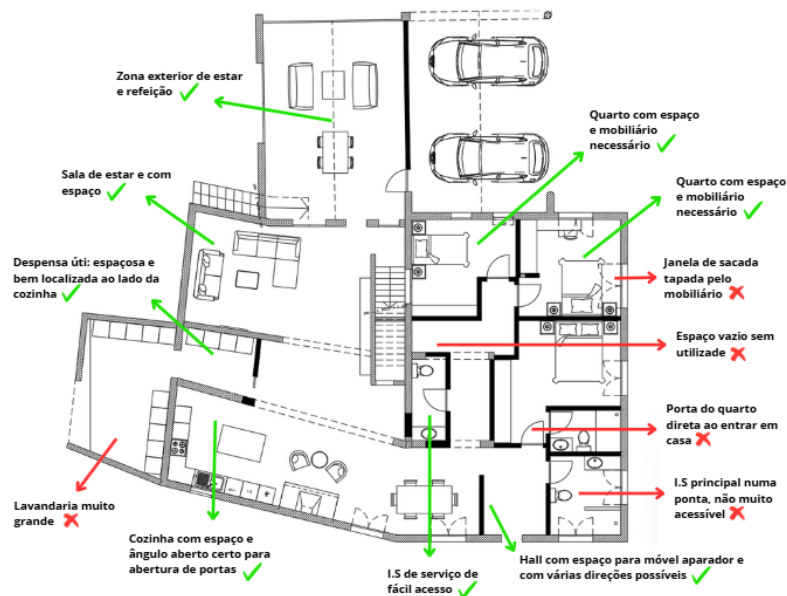 Zona exterior de estar
e refeição
Quarto com espaço
e mobiliário
necessário
Sala de estar e com
espaço
Quarto com espaço
e mobiliário
necessário
Despensa úti: espaçosa e
bem localizada ao lado da
cozinha
Janela de sacada
tapada pelo
mobiliário
Espaço vazio sem
utilizade
Porta do quarto
direta ao entrar em
casa
Lavandaria muito
grande
I.S principal numa
ponta, não muito
acessível
Cozinha com espaço e
ângulo aberto certo para
abertura de portas
I.S de serviço de
fácil acesso
Hall com espaço para móvel aparador e
com várias direções possíveis